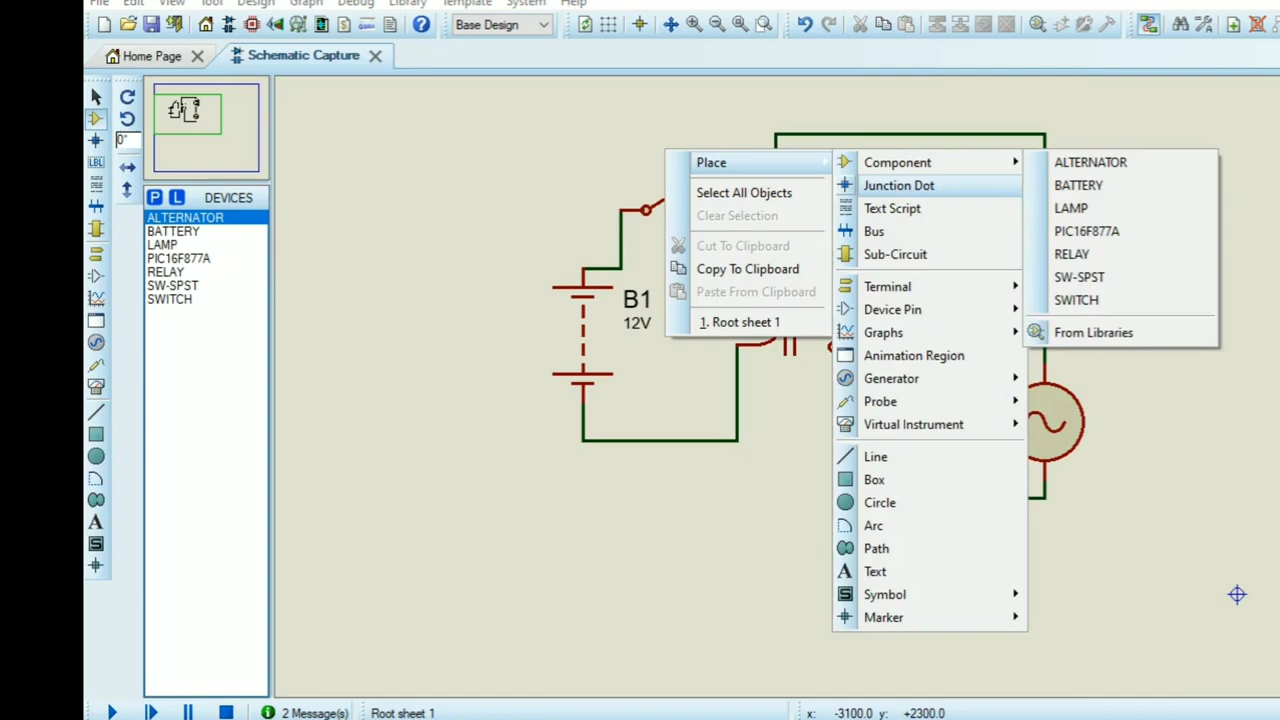 File Edit View Tool Design Graph Debug Library Template System Help
Base Design
Home Page
Schematic Capture
0°
LBL
P L DEVICES
ALTERNATOR
BATTERY
LAMP
PIC16F877A
RELAY
SW-SPST
SWITCH
A
S
B1
12V
Place
Select All Objects
Clear Selection
Cut To Clipboard
Copy To Clipboard
Paste From Clipboard
1. Root sheet 1
Component
Junction Dot
Text Script
Bus
Sub-Circuit
Terminal
Device Pin
Graphs
Animation Region
Generator
Probe
Virtual Instrument
Line
Box
Circle
Arc
Path
A Text
S Symbol
Marker
ALTERNATOR
BATTERY
LAMP
PIC16F877A
RELAY
SW-SPST
SWITCH
From Libraries
2 Message(s)
Root sheet 1
x: -3100.0 y: +2300.0